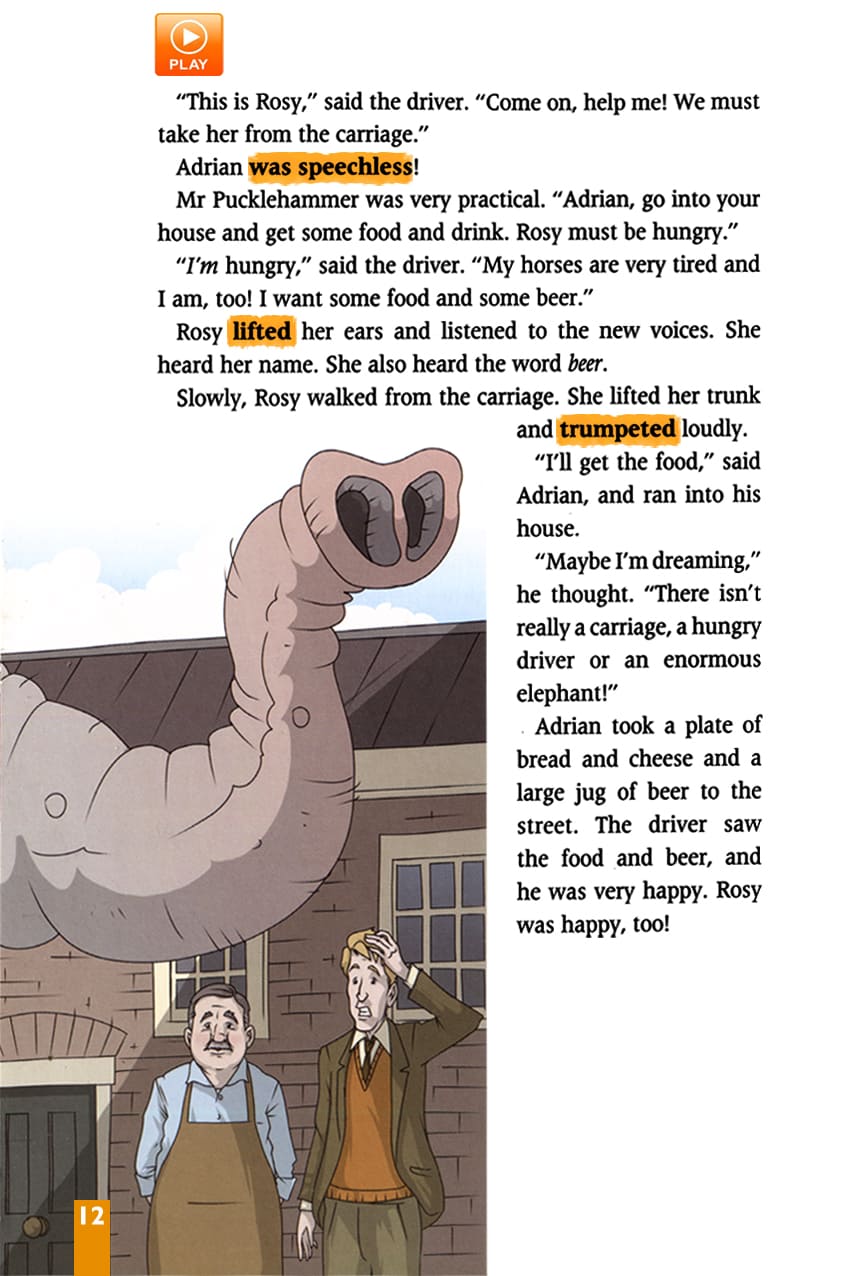 PLAY
“This is Rosy,” said the driver. “Come on, help me! We must
take her from the carriage.”
Adrian was speechless!
Mr Pucklehammer was very practical. “Adrian, go into your
house and get some food and drink. Rosy must be hungry.”
“I’m hungry,” said the driver. “My horses are very tired and
I am, too! I want some food and some beer.”
Rosy lifted her ears and listened to the new voices. She
heard her name. She also heard the word beer.
Slowly, Rosy walked from the carriage. She lifted her trunk
and trumpeted loudly.
“I’ll get the food,” said
Adrian, and ran into his
house.
“Maybe I’m dreaming,”
he thought. “There isn’t
really a carriage, a hungry
driver or an enormous
elephant!”
Adrian took a plate of
bread and cheese and a
large jug of beer to the
street. The driver saw
the food and beer, and
he was very happy. Rosy
was happy, too!
12